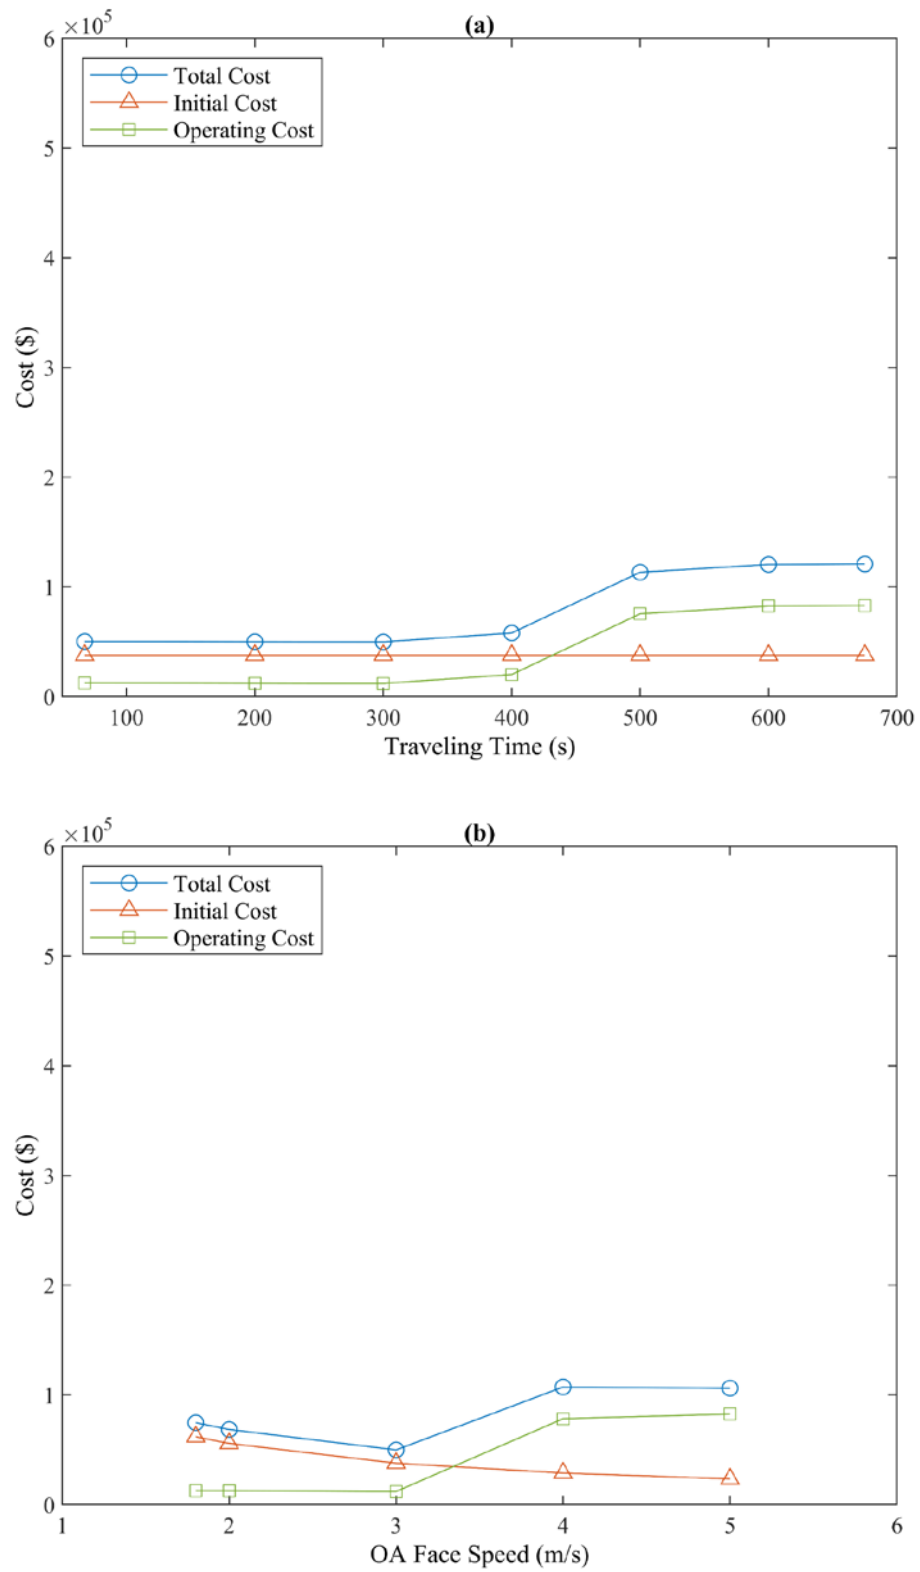 (a)
×10^5
6
5
4
3
2
1
0
Total Cost
Initial Cost
Operating Cost
Cost ($)
100 200 300 400 500 600 700
Traveling Time (s)
(b)
×10^5
6
5
4
3
2
1
0
Total Cost
Initial Cost
Operating Cost
Cost ($)
1 2 3 4 5 6
OA Face Speed (m/s)